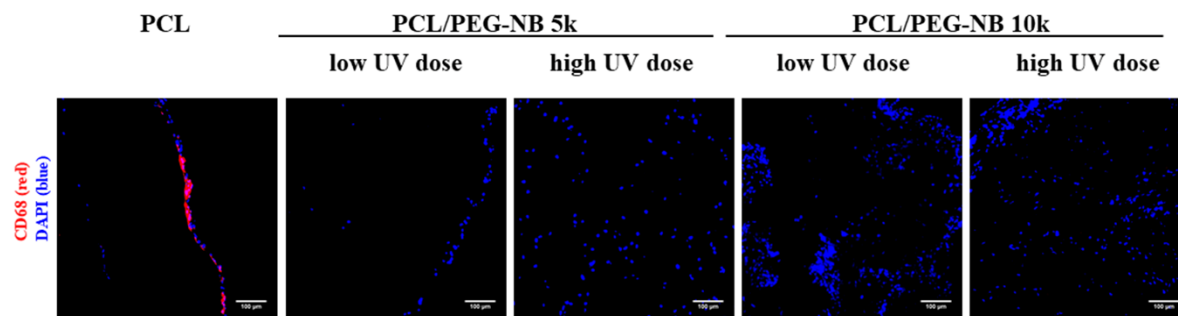 PCL
PCL/PEG-NB 5k
PCL/PEG-NB 10k
low UV dose
high UV dose
low UV dose
high UV dose
CD68 (red)
DAPI (blue)
100 µm
100 µm
100 µm
100 µm
100 µm